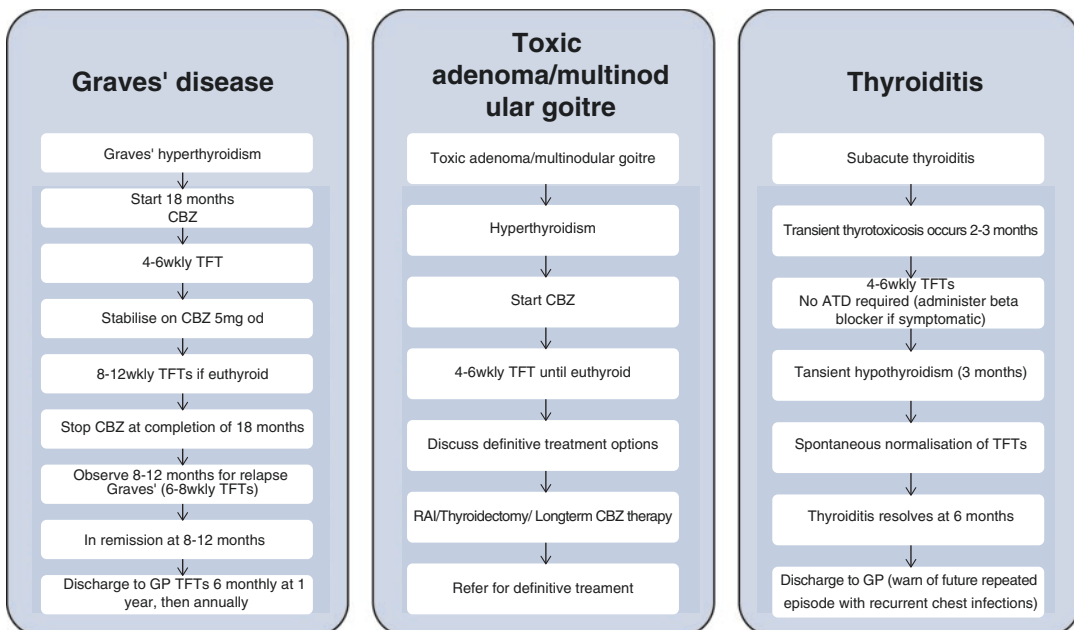 Graves' disease
Graves' hyperthyroidism
Start 18 months
CBZ
4-6wkly TFT
Stabilise on CBZ 5mg od
8-12wkly TFTs if euthyroid
Stop CBZ at completion of 18 months
Observe 8-12 months for relapse
Graves' (6-8wkly TFTs)
In remission at 8-12 months
Discharge to GP TFTs 6 monthly at 1
year, then annually
Toxic
adenoma/multinod
ular goitre
Toxic adenoma/multinodular goitre
Hyperthyroidism
Start CBZ
4-6wkly TFT until euthyroid
Discuss definitive treatment options
RAI/Thyroidectomy/ Longterm CBZ therapy
Refer for definitive treament
Thyroiditis
Subacute thyroiditis
Transient thyrotoxicosis occurs 2-3 months
4-6wkly TFTs
No ATD required (administer beta
blocker if symptomatic)
Tansient hypothyroidism (3 months)
Spontaneous normalisation of TFTs
Thyroiditis resolves at 6 months
Discharge to GP (warn of future repeated
episode with recurrent chest infections)